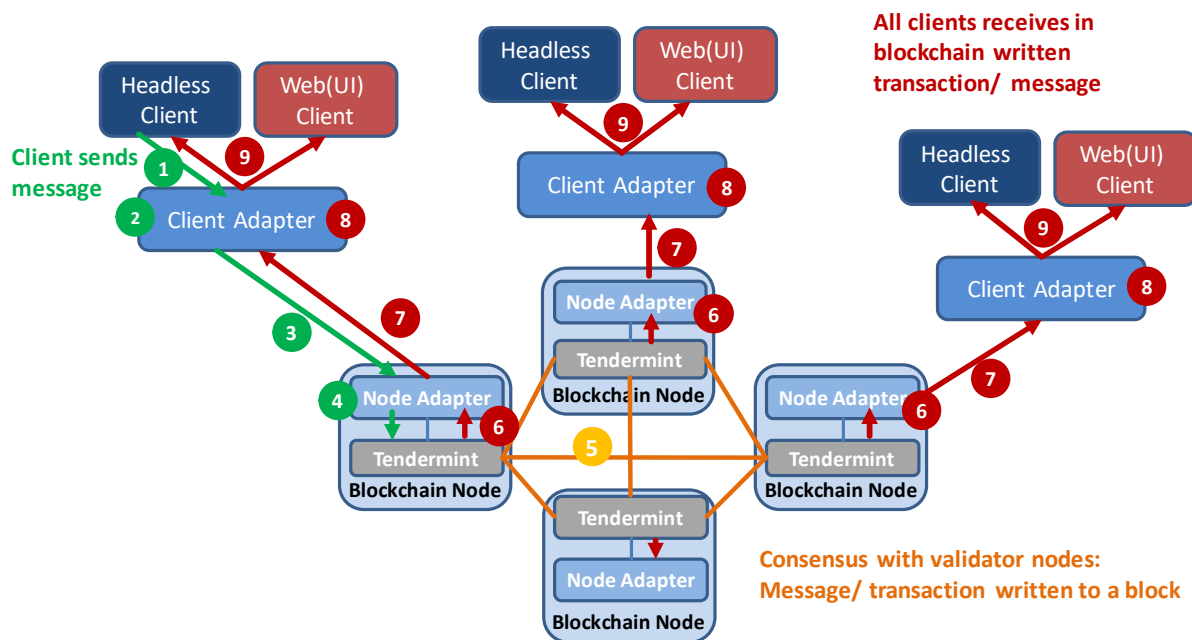 All clients receives in
blockchain written
transaction/ message
Headless
Client
Web(UI)
Client
9
Client Adapter
8
7
Headless
Client
Web(UI)
Client
Client sends
message
1
9
2
Client Adapter
8
3
7
Headless
Client
Web(UI)
Client
9
Client Adapter
8
7
Node Adapter
6
Tendermint
Blockchain Node
4
Node Adapter
6
Tendermint
Blockchain Node
5
Node Adapter
6
Tendermint
Blockchain Node
Tendermint
Node Adapter
Blockchain Node
Consensus with validator nodes:
Message/ transaction written to a block